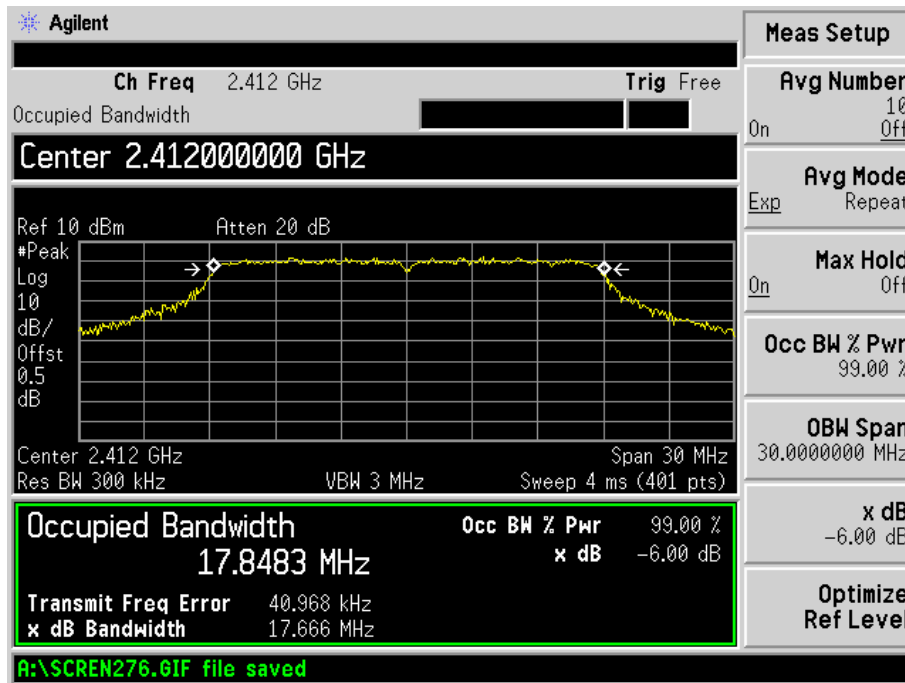 Agilent
Ch Freq 2.412 GHz Trig Free
Occupied Bandwidth
Center 2.412000000 GHz
Ref 10 dBm Atten 20 dB
#Peak
Log
10
dB/
Offst
0.5
dB
Center 2.412 GHz Span 30 MHz
Res BW 300 kHz VBW 3 MHz Sweep 4 ms (401 pts)
Occupied Bandwidth
17.8483 MHz
Occ BW % Pwr 99.00 %
x dB -6.00 dB
Transmit Freq Error 40.968 kHz
x dB Bandwidth 17.666 MHz
A:\SCREN276.GIF file saved
Meas Setup
Avg Number
10
On Off
Avg Mode
Exp Repeat
Max Hold
On Off
Occ BW % Pwr
99.00 %
OBW Span
30.0000000 MHz
x dB
-6.00 dB
Optimize
Ref Level